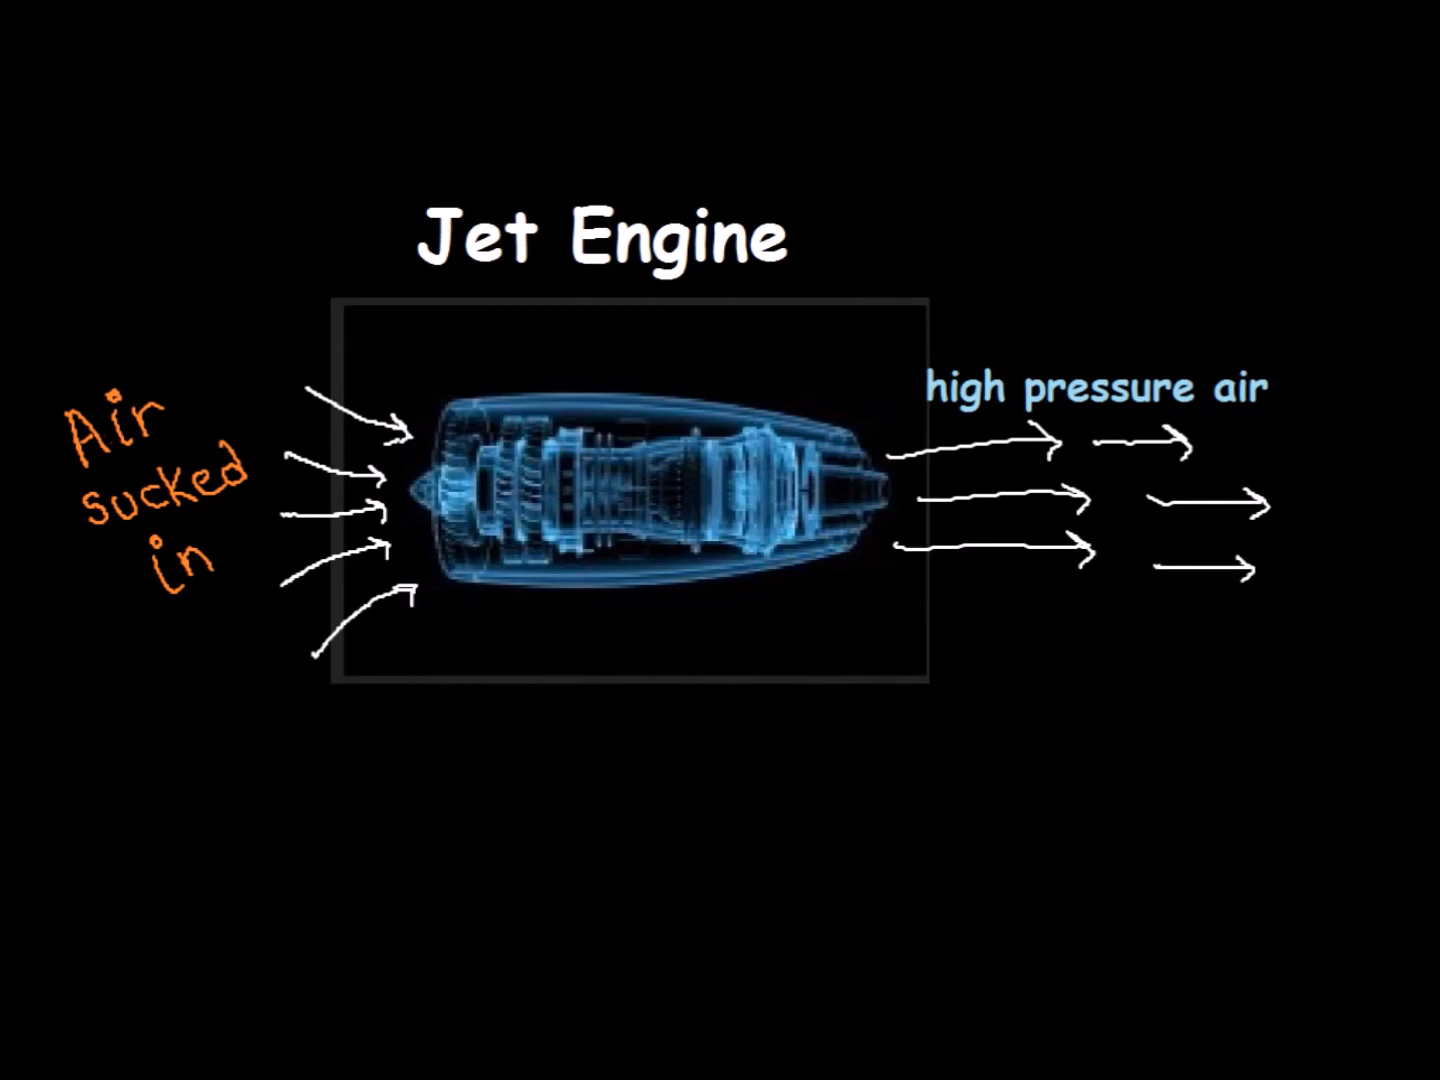 Jet Engine
Air
sucked
in
high pressure air